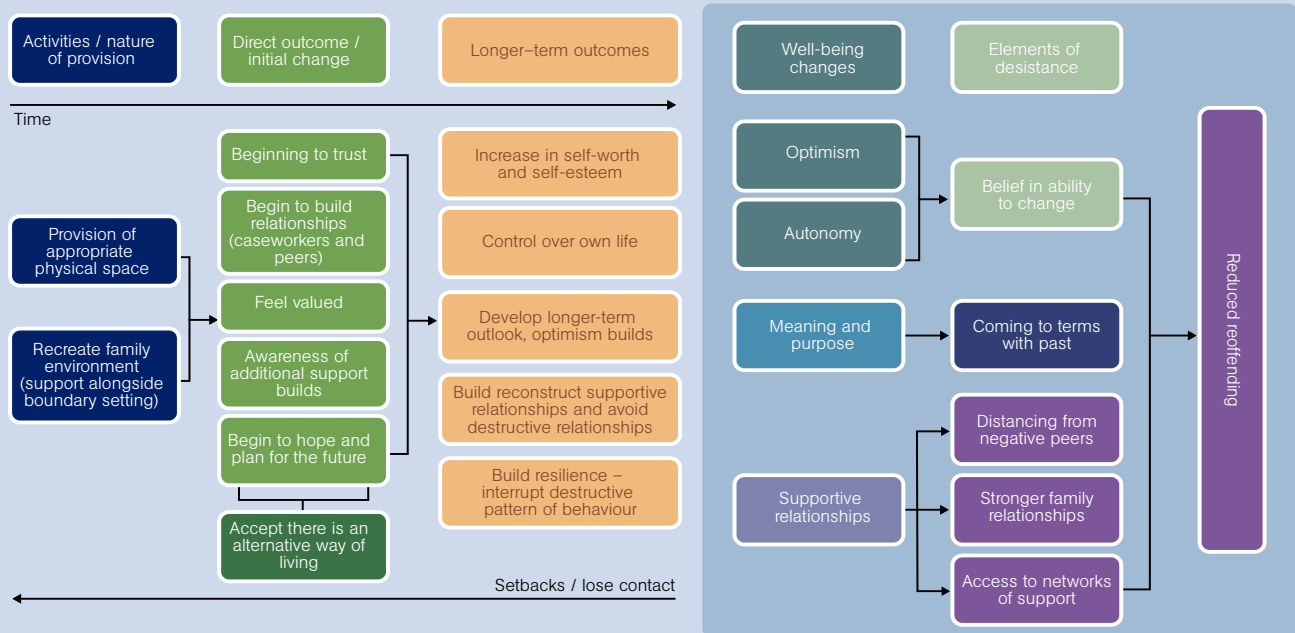 Activities / nature
of provision
Direct outcome /
initial change
Longer–term outcomes
Time
Provision of
appropriate
physical space
Recreate family
environment
(support alongside
boundary setting)
Beginning to trust
Begin to build
relationships
(caseworkers and
peers)
Feel valued
Awareness of
additional support
builds
Begin to hope and
plan for the future
Accept there is an
alternative way of
living
Increase in self-worth
and self-esteem
Control over own life
Develop longer-term
outlook, optimism builds
Build reconstruct supportive
relationships and avoid
destructive relationships
Build resilience –
interrupt destructive
pattern of behaviour
Setbacks / lose contact
Well-being
changes
Elements of
desistance
Optimism
Autonomy
Belief in ability
to change
Meaning and
purpose
Coming to terms
with past
Supportive
relationships
Distancing from
negative peers
Stronger family
relationships
Access to networks
of support
Reduced reoffending